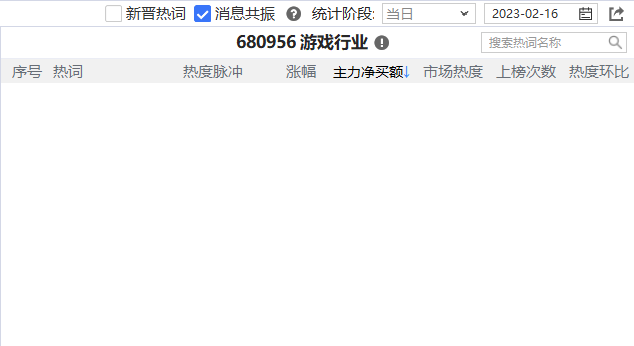 新晋热词 消息共振 ? 统计阶段: 当日 2023-02-16
680956 游戏行业 ! 搜索热词名称
序号 热词 热度脉冲 涨幅 主力净买额↓ 市场热度 上榜次数 热度环比